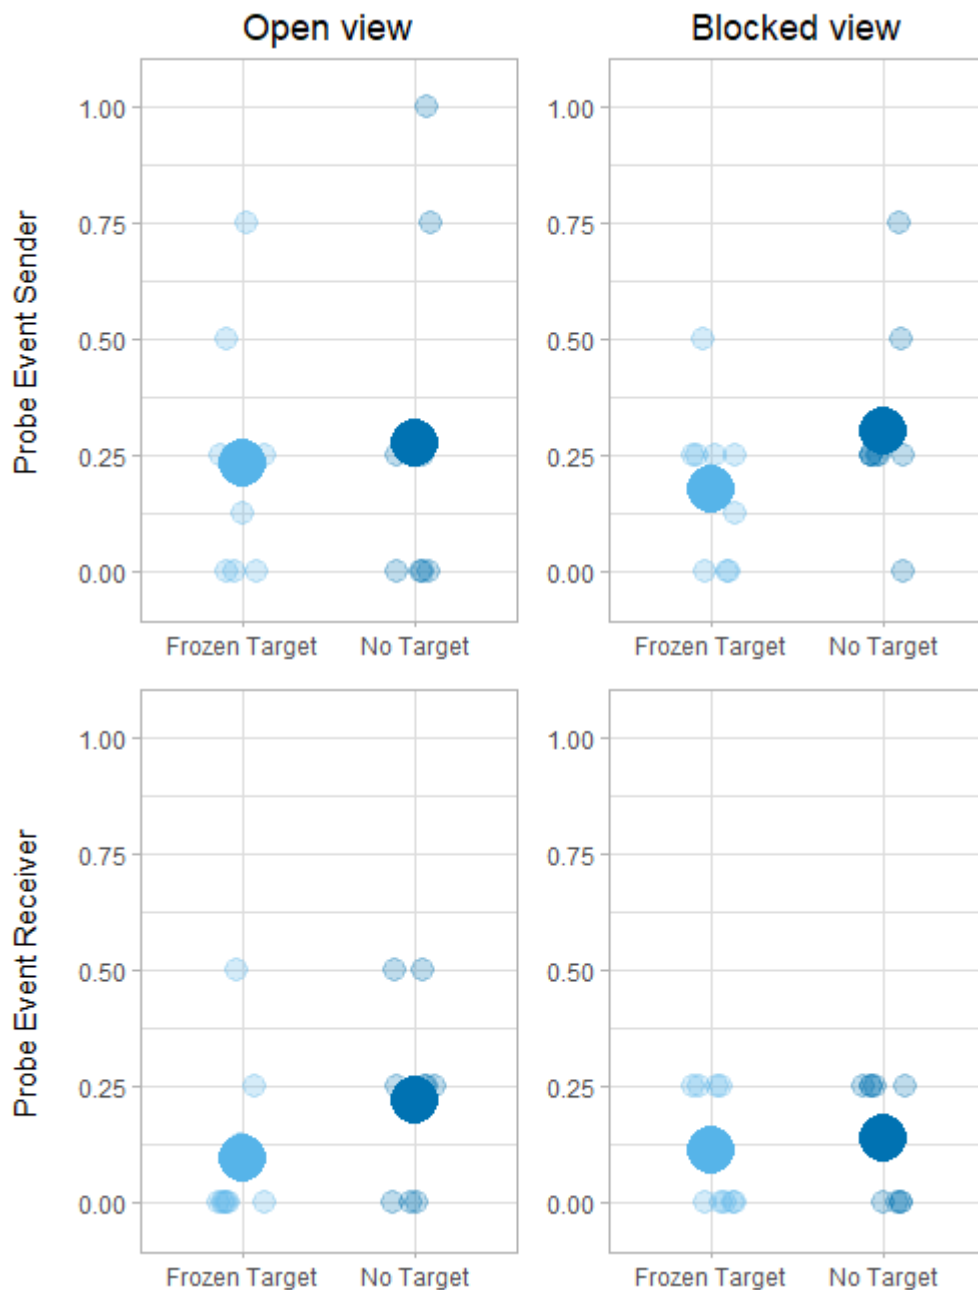 Open view
Blocked view
Probe Event Sender
1.00
0.75
0.50
0.25
0.00
Frozen Target
No Target
1.00
0.75
0.50
0.25
0.00
Frozen Target
No Target
Probe Event Receiver
1.00
0.75
0.50
0.25
0.00
Frozen Target
No Target
1.00
0.75
0.50
0.25
0.00
Frozen Target
No Target